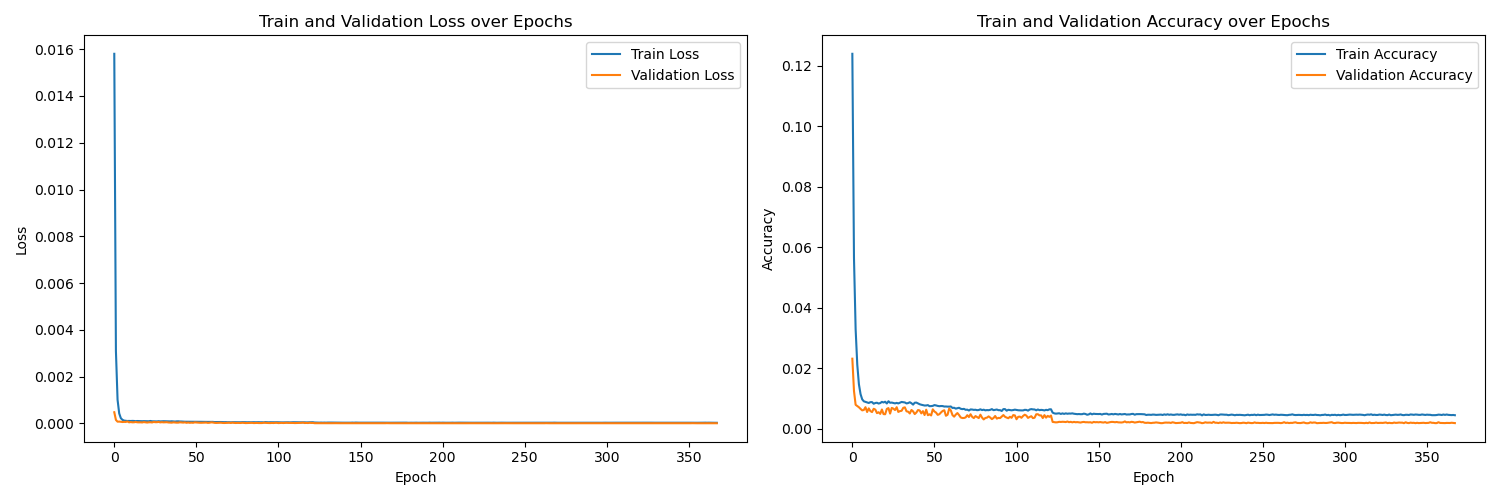 Train and Validation Loss over Epochs
0.016
0.014
0.012
0.010
0.008
0.006
0.004
0.002
0.000
Loss
0 50 100 150 200 250 300 350
Epoch
Train Loss
Validation Loss
Train and Validation Accuracy over Epochs
0.12
0.10
0.08
0.06
0.04
0.02
0.00
Accuracy
0 50 100 150 200 250 300 350
Epoch
Train Accuracy
Validation Accuracy